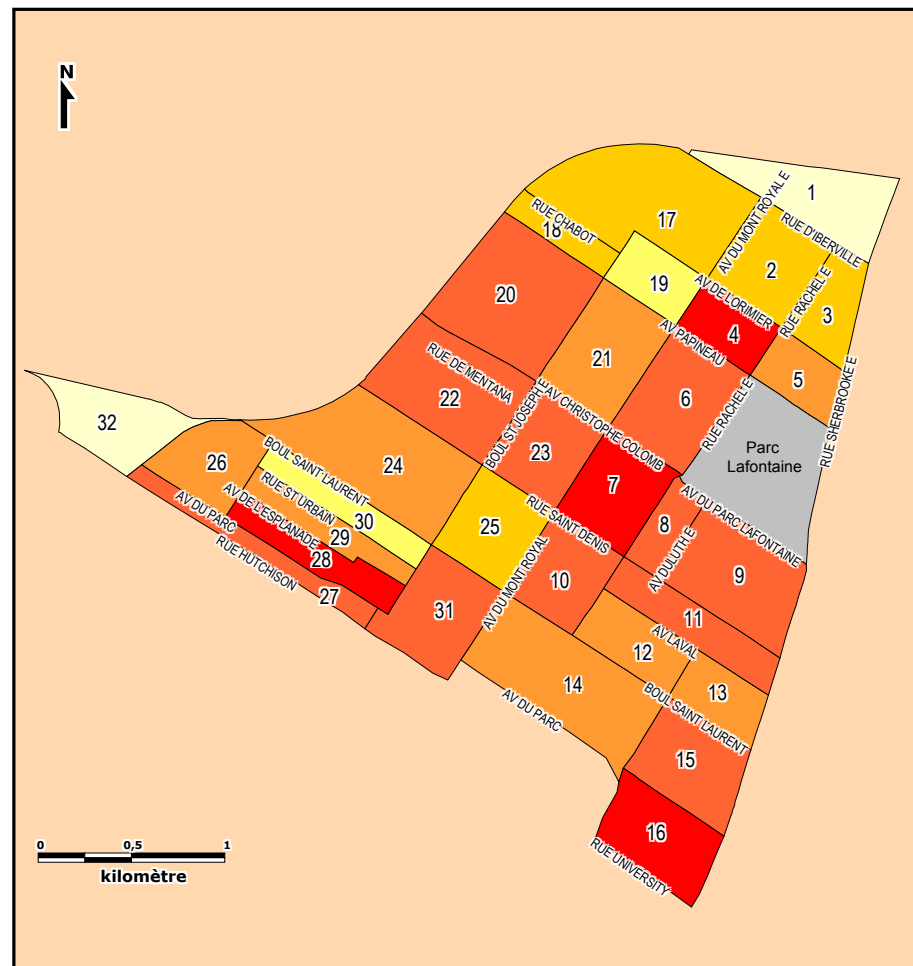 N
1
AV DU MONT ROYAL E
RUE CHABOT
17
RUE D'IBERVILLE
18
2
19
AV DE LORIMIER
RUE RACHEL E
20
3
4
AV PAPINEAU
21
5
RUE DE MENTANA
22
BOUL ST JOSEPH E
AV CHRISTOPHE COLOMB
6
RUE RACHEL E
RUE SHERBROOKE E
32
23
Parc
Lafontaine
26
BOUL SAINT LAURENT
24
7
RUE ST URBAIN
AV DE L'ESPLANADE
AV DU PARC
30
25
RUE SAINT DENIS
AV DU PARC LAFONTAINE
29
8
RUE HUTCHISON
28
AV DULUTH E
27
31
AV DU MONT ROYAL
10
9
11
AV LAVAL
12
14
13
AV DU PARC
BOUL SAINT LAURENT
15
16
RUE UNIVERSITY
0 0,5 1
kilomètre